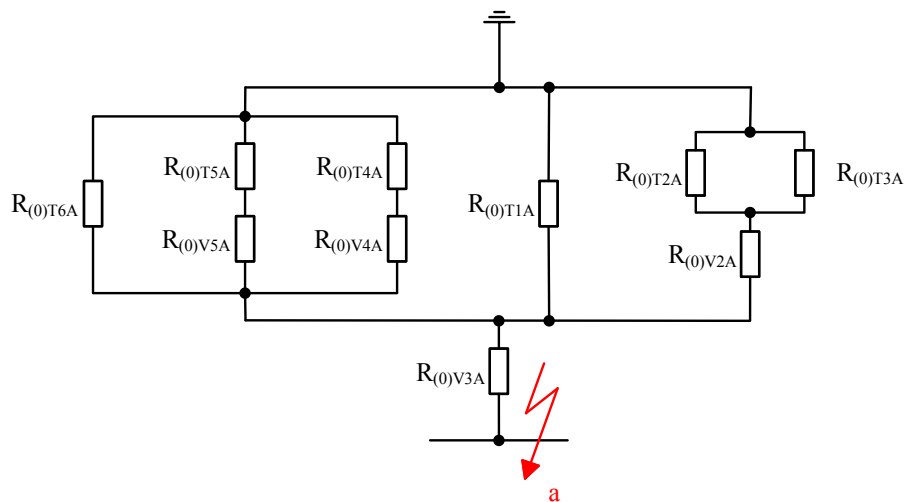 R(0)T5A
R(0)T4A
R(0)T2A
R(0)T3A
R(0)T6A
R(0)T1A
R(0)V5A
R(0)V4A
R(0)V2A
R(0)V3A
a